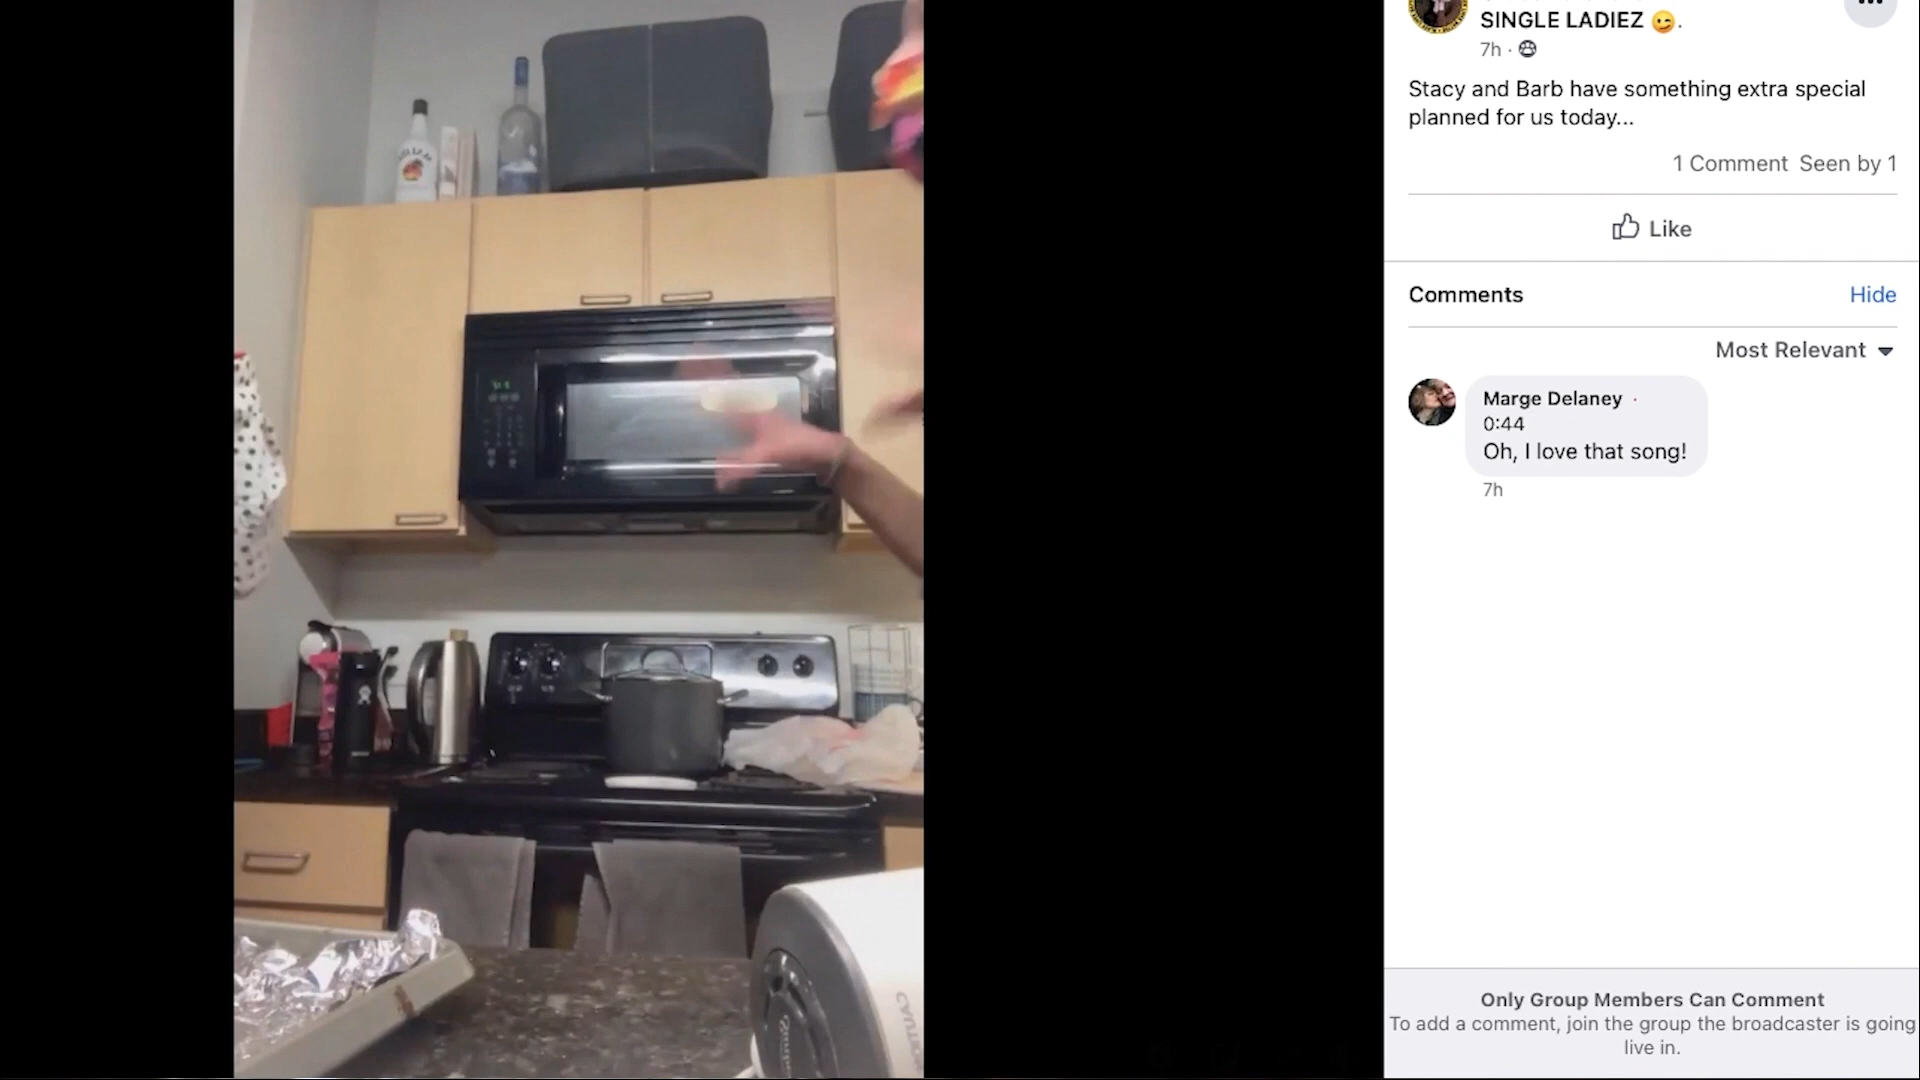 SINGLE LADIEZ 😉.
7h ·
Stacy and Barb have something extra special
planned for us today...
1 Comment Seen by 1
Like
Comments Hide
Most Relevant
Marge Delaney ·
0:44
Oh, I love that song!
7h
Only Group Members Can Comment
To add a comment, join the group the broadcaster is going
live in.